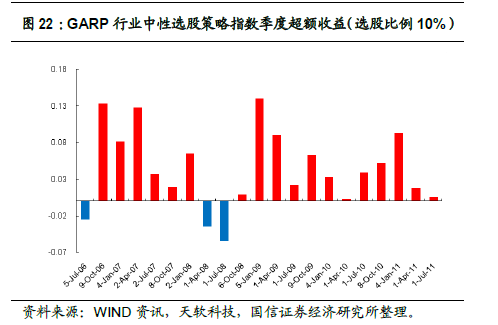 图 22：GARP 行业中性选股策略指数季度超额收益（选股比例 10%）
0.18
0.13
0.08
0.03
-0.02
-0.07
5-Jul-06
9-Oct-06
4-Jan-07
2-Apr-07
2-Jul-07
8-Oct-07
2-Jan-08
1-Apr-08
1-Jul-08
6-Oct-08
5-Jan-09
1-Apr-09
1-Jul-09
9-Oct-09
4-Jan-10
1-Apr-10
1-Jul-10
8-Oct-10
4-Jan-11
1-Apr-11
1-Jul-11
资料来源：WIND 资讯，天软科技，国信证券经济研究所整理。